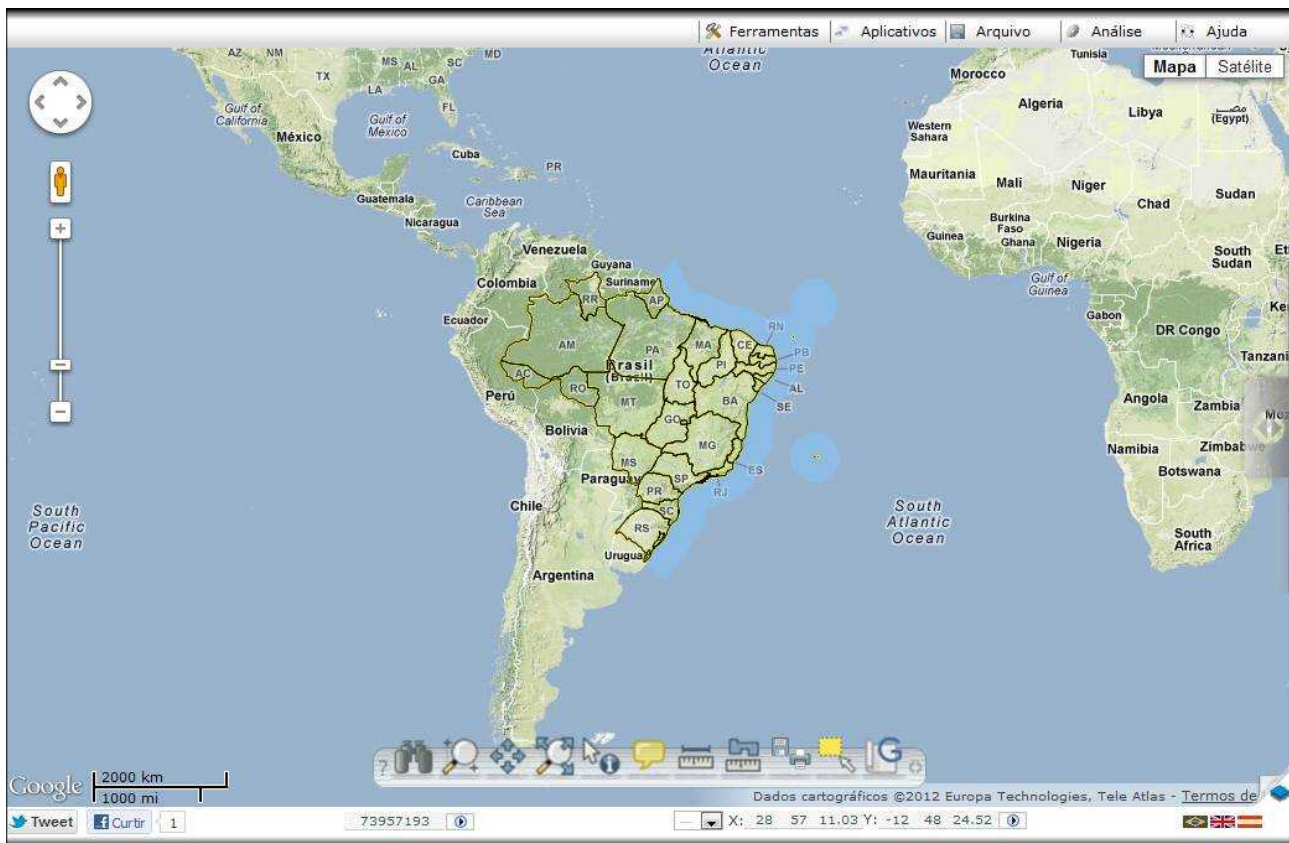 Ferramentas
Aplicativos
Arquivo
Análise
Ajuda
Mapa
Satélite
AZ
NM
TX
MS
AL
GA
SC
MD
LA
FL
Atlantic
Ocean
Morocco
Tunisia
Algeria
Libya
مصر
(Egypt)
Western
Sahara
Gulf of
California
México
Gulf of
Mexico
Cuba
PR
Guatemala
Caribbean
Sea
Nicaragua
Mauritania
Mali
Niger
Chad
Sudan
Burkina
Faso
Guinea
Ghana
Nigeria
South
Sudan
Gulf of
Guinea
Gabon
DR Congo
Tanzani
Angola
Zambia
Namibia
Zimbabwe
Botswana
South
Africa
Venezuela
Guyana
Colombia
Suriname
Ecuador
RR
AP
AM
PA
MA
CE
RN
PB
PE
AL
SE
PI
Brasil
(Brazil)
AC
RO
TO
BA
MT
GO
MG
ES
MS
SP
RJ
PR
SC
RS
Perú
Bolivia
Paraguay
Chile
Urugua
Argentina
South
Pacific
Ocean
South
Atlantic
Ocean
?
G
Google
2000 km
1000 mi
Dados cartográficos ©2012 Europa Technologies, Tele Atlas - Termos de
Tweet
Curtir
1
73957193
X: 28 57 11.03 Y: -12 48 24.52